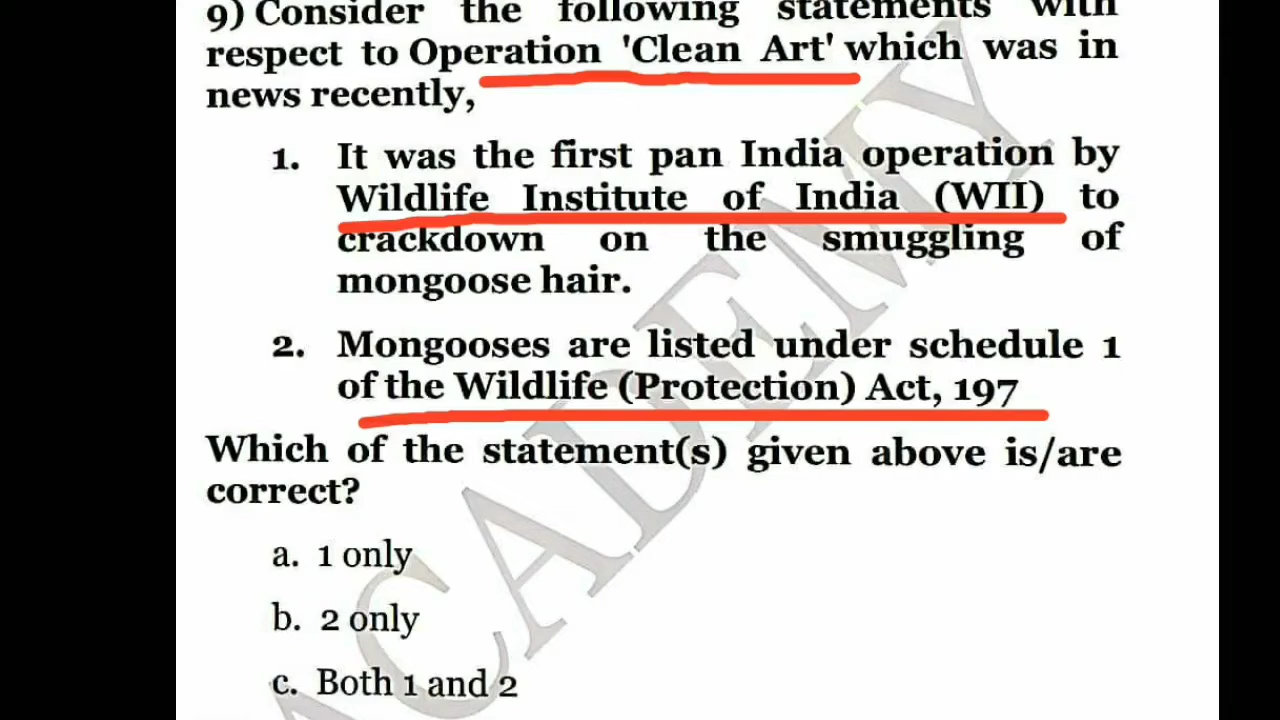 9) Consider the following statements with
respect to Operation 'Clean Art' which was in
news recently,
1. It was the first pan India operation by
Wildlife Institute of India (WII) to
crackdown on the smuggling of
mongoose hair.
2. Mongooses are listed under schedule 1
of the Wildlife (Protection) Act, 197
Which of the statement(s) given above is/are
correct?
a. 1 only
b. 2 only
c. Both 1 and 2
ACADEMY